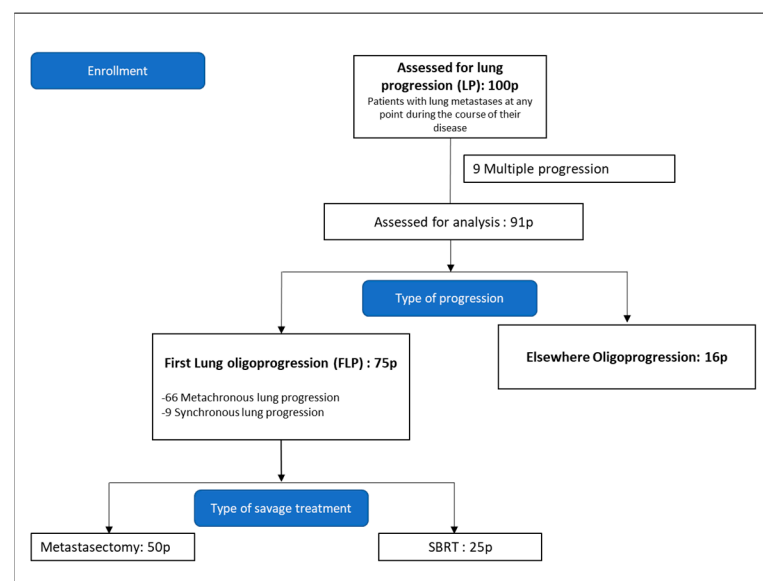 Enrollment
Assessed for lung
progression (LP): 100p
Patients with lung metastases at any
point during the course of their
disease
9 Multiple progression
Assessed for analysis : 91p
Type of progression
First Lung oligoprogression (FLP) : 75p
-66 Metachronous lung progression
-9 Synchronous lung progression
Elsewhere Oligoprogression: 16p
Type of savage treatment
Metastasectomy: 50p
SBRT : 25p